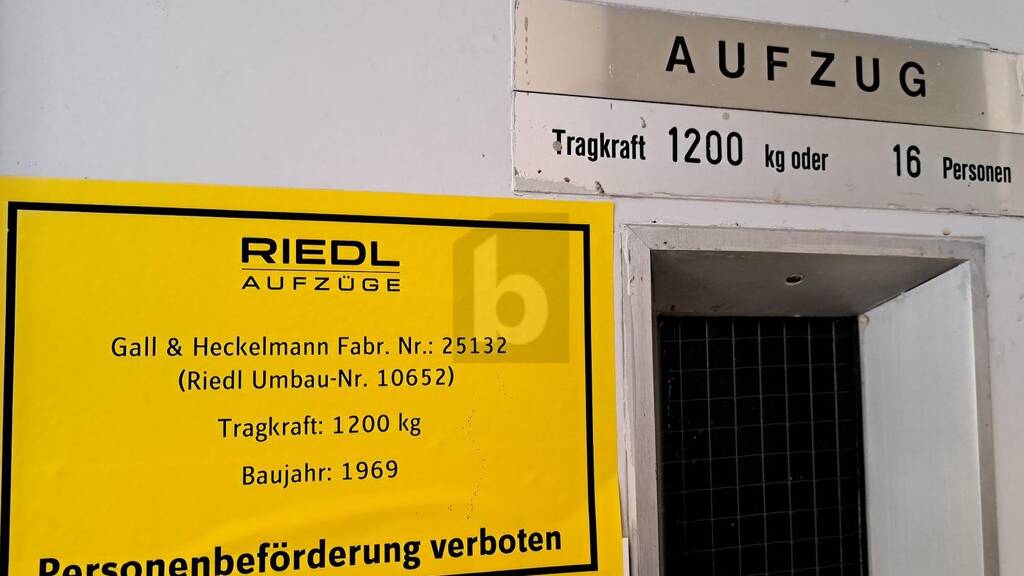 AUFZUG
Tragkraft 1200 kg oder 16 Personen
RIEDL
AUFZÜGE
Gall & Heckelmann Fabr. Nr.: 25132
(Riedl Umbau-Nr. 10652)
Tragkraft: 1200 kg
Baujahr: 1969
Personenbeförderung verboten
b